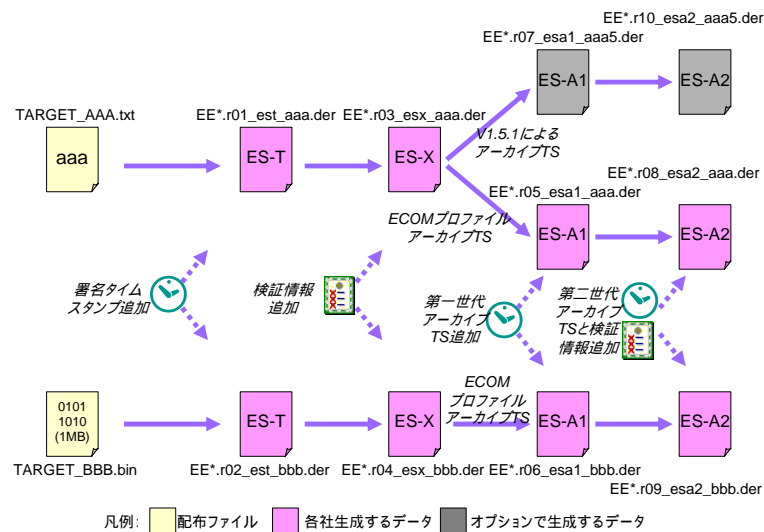 EE*.r10_esa2_aaa5.der
EE*.r07_esa1_aaa5.der
ES-A1
ES-A2
TARGET_AAA.txt
EE*.r01_est_aaa.der
EE*.r03_esx_aaa.der
aaa
ES-T
ES-X
V1.5.1による
アーカイブTS
EE*.r08_esa2_aaa.der
EE*.r05_esa1_aaa.der
ECOMプロファイル
アーカイブTS
ES-A1
ES-A2
署名タイム
スタンプ追加
検証情報
追加
第一世代
アーカイブ
TS追加
第二世代
アーカイブ
TSと検証
情報追加
ECOM
プロファイル
アーカイブTS
0101
1010
(1MB)
ES-T
ES-X
ES-A1
ES-A2
TARGET_BBB.bin
EE*.r02_est_bbb.der
EE*.r04_esx_bbb.der
EE*.r06_esa1_bbb.der
EE*.r09_esa2_bbb.der
凡例:
配布ファイル
各社生成するデータ
オプションで生成するデータ